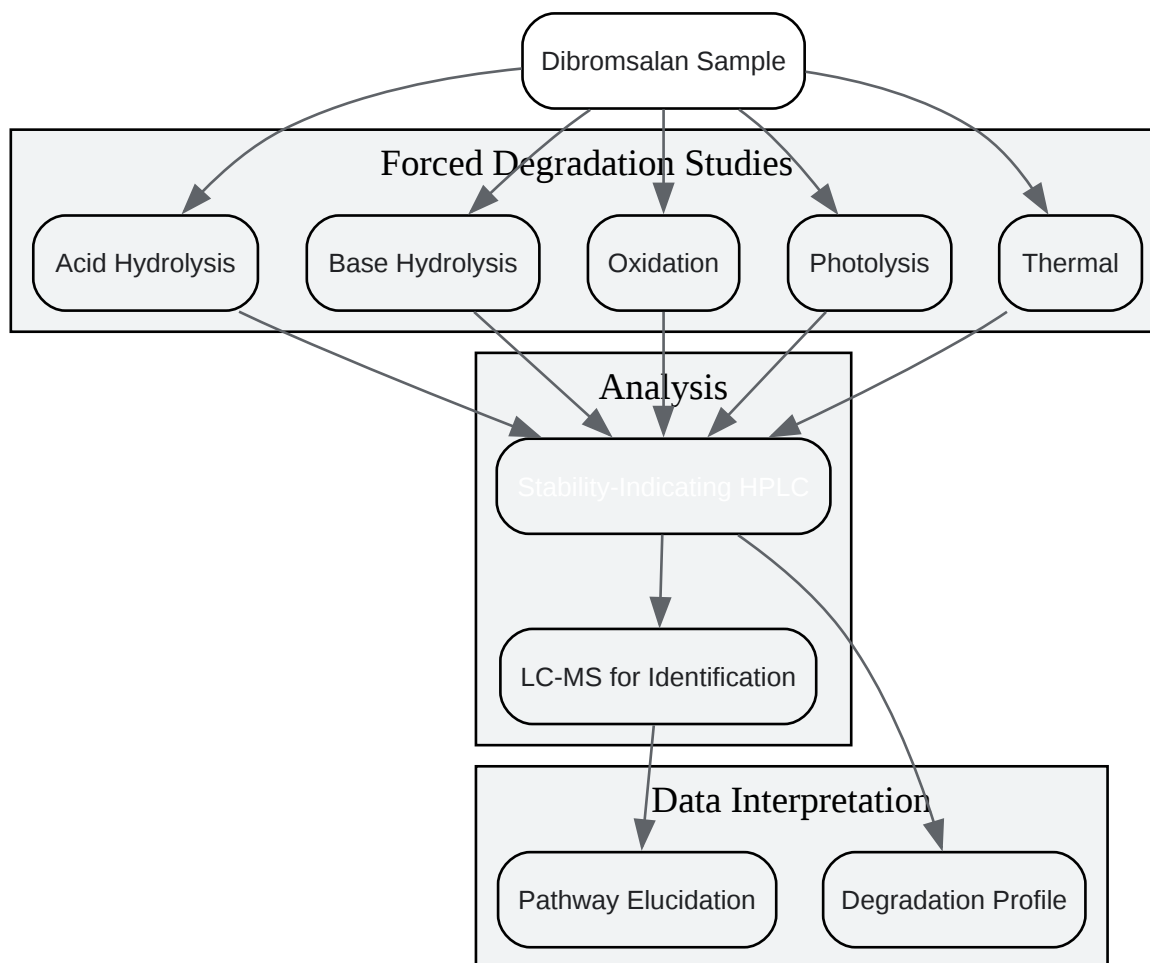 Dibromsalan Sample
Forced Degradation Studies
Acid Hydrolysis
Base Hydrolysis
Oxidation
Photolysis
Thermal
Analysis
Stability-Indicating HPLC
LC-MS for Identification
Data Interpretation
Pathway Elucidation
Degradation Profile